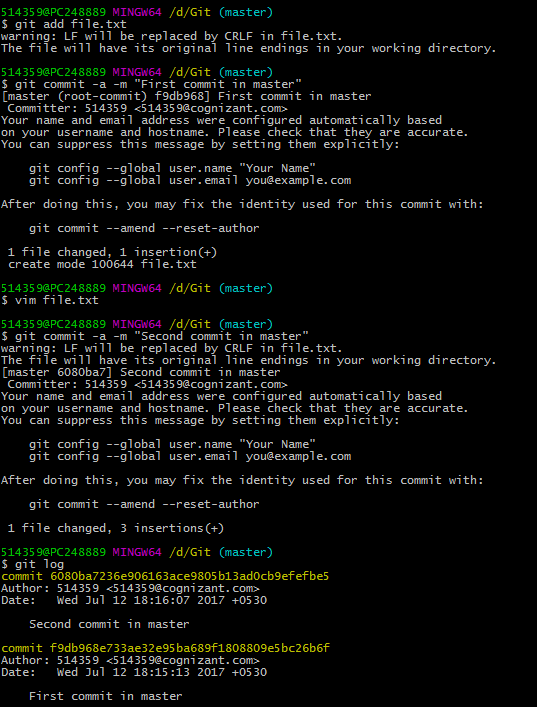 514359@PC248889 MINGW64 /d/Git (master)
$ git add file.txt
warning: LF will be replaced by CRLF in file.txt.
The file will have its original line endings in your working directory.
514359@PC248889 MINGW64 /d/Git (master)
$ git commit -a -m "First commit in master"
[master (root-commit) f9db968] First commit in master
 Committer: 514359 <514359@cognizant.com>
Your name and email address were configured automatically based
on your username and hostname. Please check that they are accurate.
You can suppress this message by setting them explicitly:
    git config --global user.name "Your Name"
    git config --global user.email you@example.com
After doing this, you may fix the identity used for this commit with:
    git commit --amend --reset-author
 1 file changed, 1 insertion(+)
 create mode 100644 file.txt
514359@PC248889 MINGW64 /d/Git (master)
$ vim file.txt
514359@PC248889 MINGW64 /d/Git (master)
$ git commit -a -m "Second commit in master"
warning: LF will be replaced by CRLF in file.txt.
The file will have its original line endings in your working directory.
[master 6080ba7] Second commit in master
 Committer: 514359 <514359@cognizant.com>
Your name and email address were configured automatically based
on your username and hostname. Please check that they are accurate.
You can suppress this message by setting them explicitly:
    git config --global user.name "Your Name"
    git config --global user.email you@example.com
After doing this, you may fix the identity used for this commit with:
    git commit --amend --reset-author
 1 file changed, 3 insertions(+)
514359@PC248889 MINGW64 /d/Git (master)
$ git log
commit 6080ba7236e906163ace9805b13ad0cb9efefbe5
Author: 514359 <514359@cognizant.com>
Date:   Wed Jul 12 18:16:07 2017 +0530
    Second commit in master
commit f9db968e733ae32e95ba689f1808809e5bc26b6f
Author: 514359 <514359@cognizant.com>
Date:   Wed Jul 12 18:15:13 2017 +0530
    First commit in master